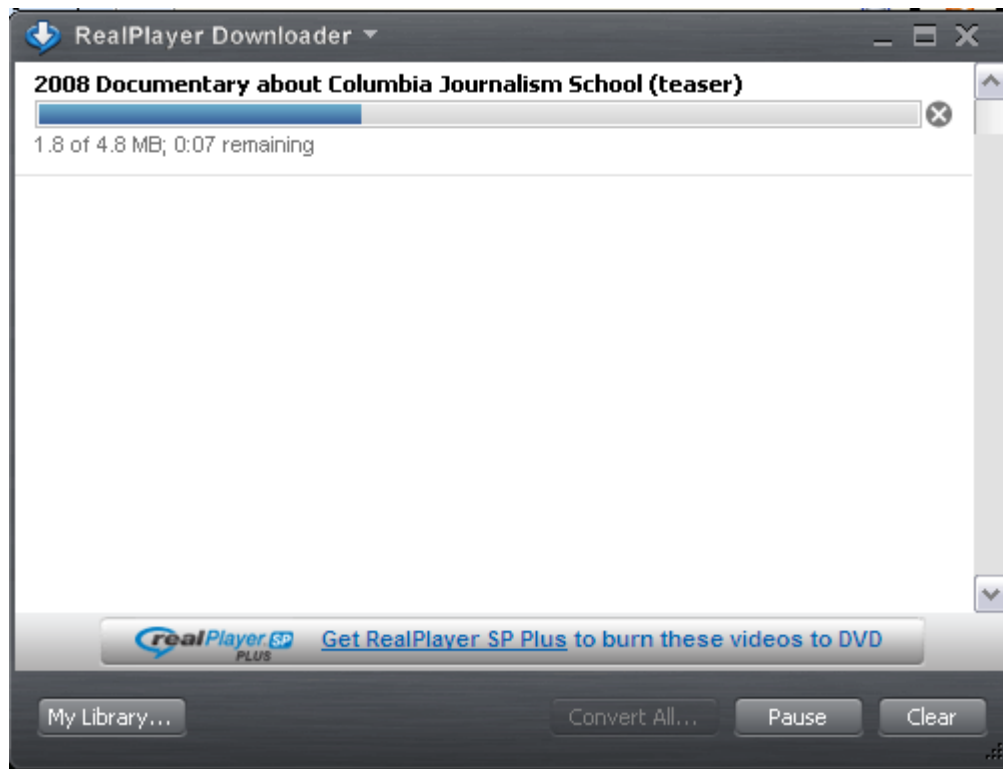 RealPlayer Downloader
2008 Documentary about Columbia Journalism School (teaser)
1.8 of 4.8 MB; 0:07 remaining
realPlayer SP PLUS Get RealPlayer SP Plus to burn these videos to DVD
My Library... Convert All... Pause Clear